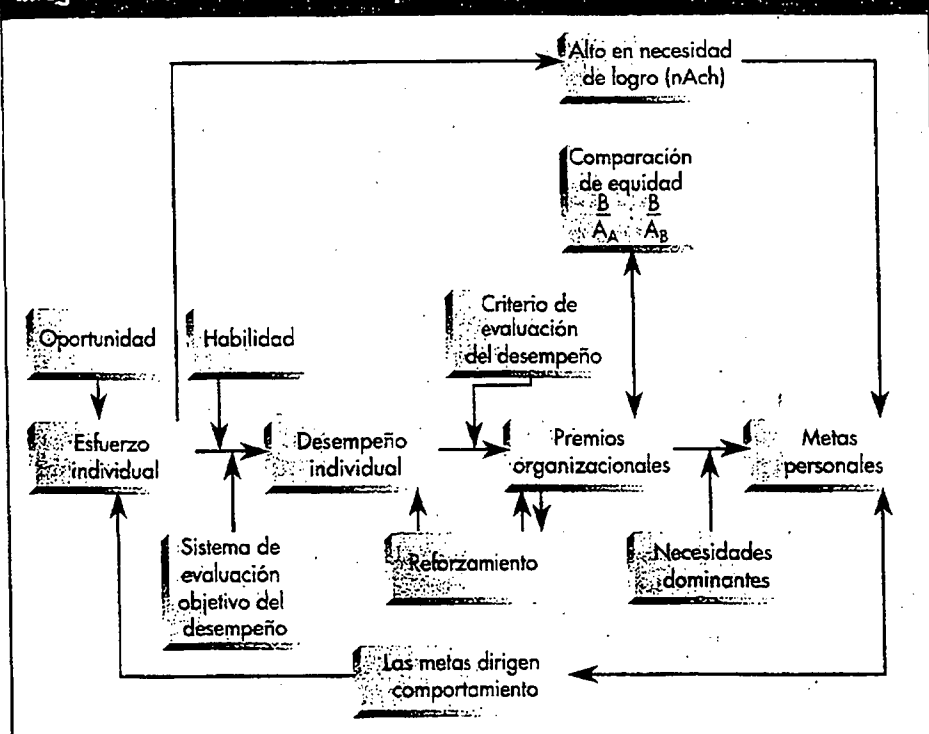 Alto en necesidad
de logro (nAch)
Comparación
de equidad
B : B
A_A A_B
Oportunidad
Habilidad
Criterio de
evaluación
del desempeño
Esfuerzo
individual
Desempeño
individual
Premios
organizacionales
Metas
personales
Sistema de
evaluación
objetivo del
desempeño
Reforzamiento
Necesidades
dominantes
Las metas dirigen
comportamiento